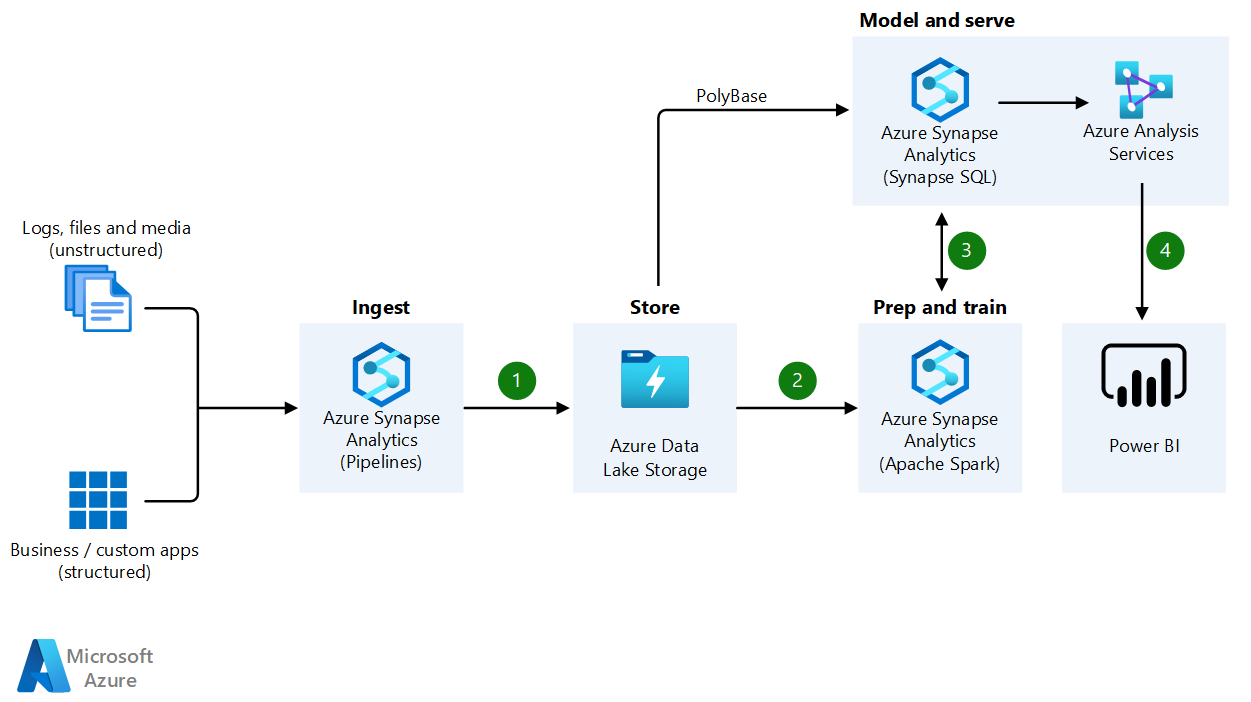 Model and serve
PolyBase
Azure Synapse
Analytics
(Synapse SQL)
Azure Analysis
Services
Logs, files and media
(unstructured)
3
4
Ingest
Store
Prep and train
1
2
Azure Synapse
Analytics
(Pipelines)
Azure Data
Lake Storage
Azure Synapse
Analytics
(Apache Spark)
Power BI
Business / custom apps
(structured)
Microsoft
Azure